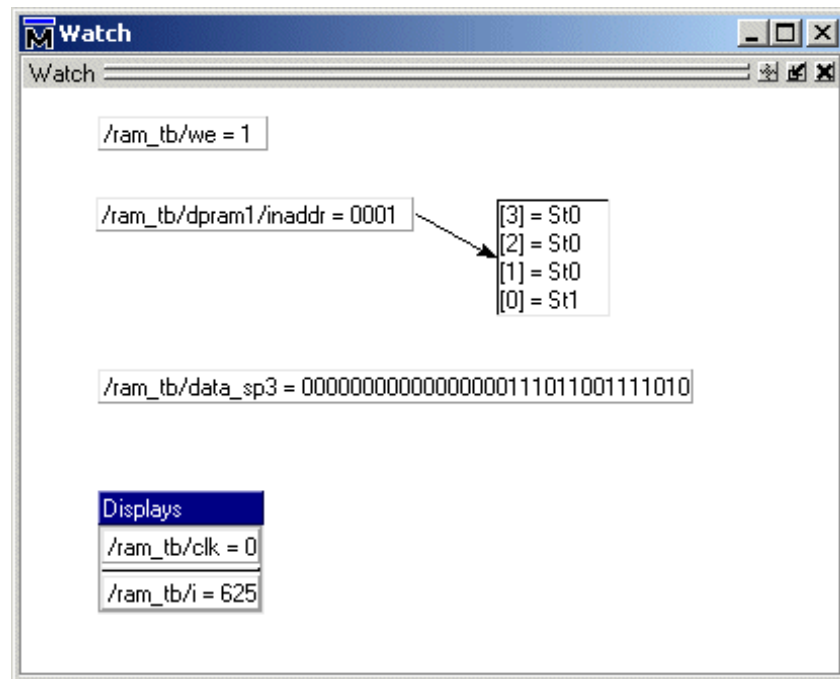 Watch
Watch
/ram_tb/we = 1
/ram_tb/dpram1/inaddr = 0001
[3] = St0
[2] = St0
[1] = St0
[0] = St1
/ram_tb/data_sp3 = 00000000000000000111011001111010
Displays
/ram_tb/clk = 0
/ram_tb/i = 625